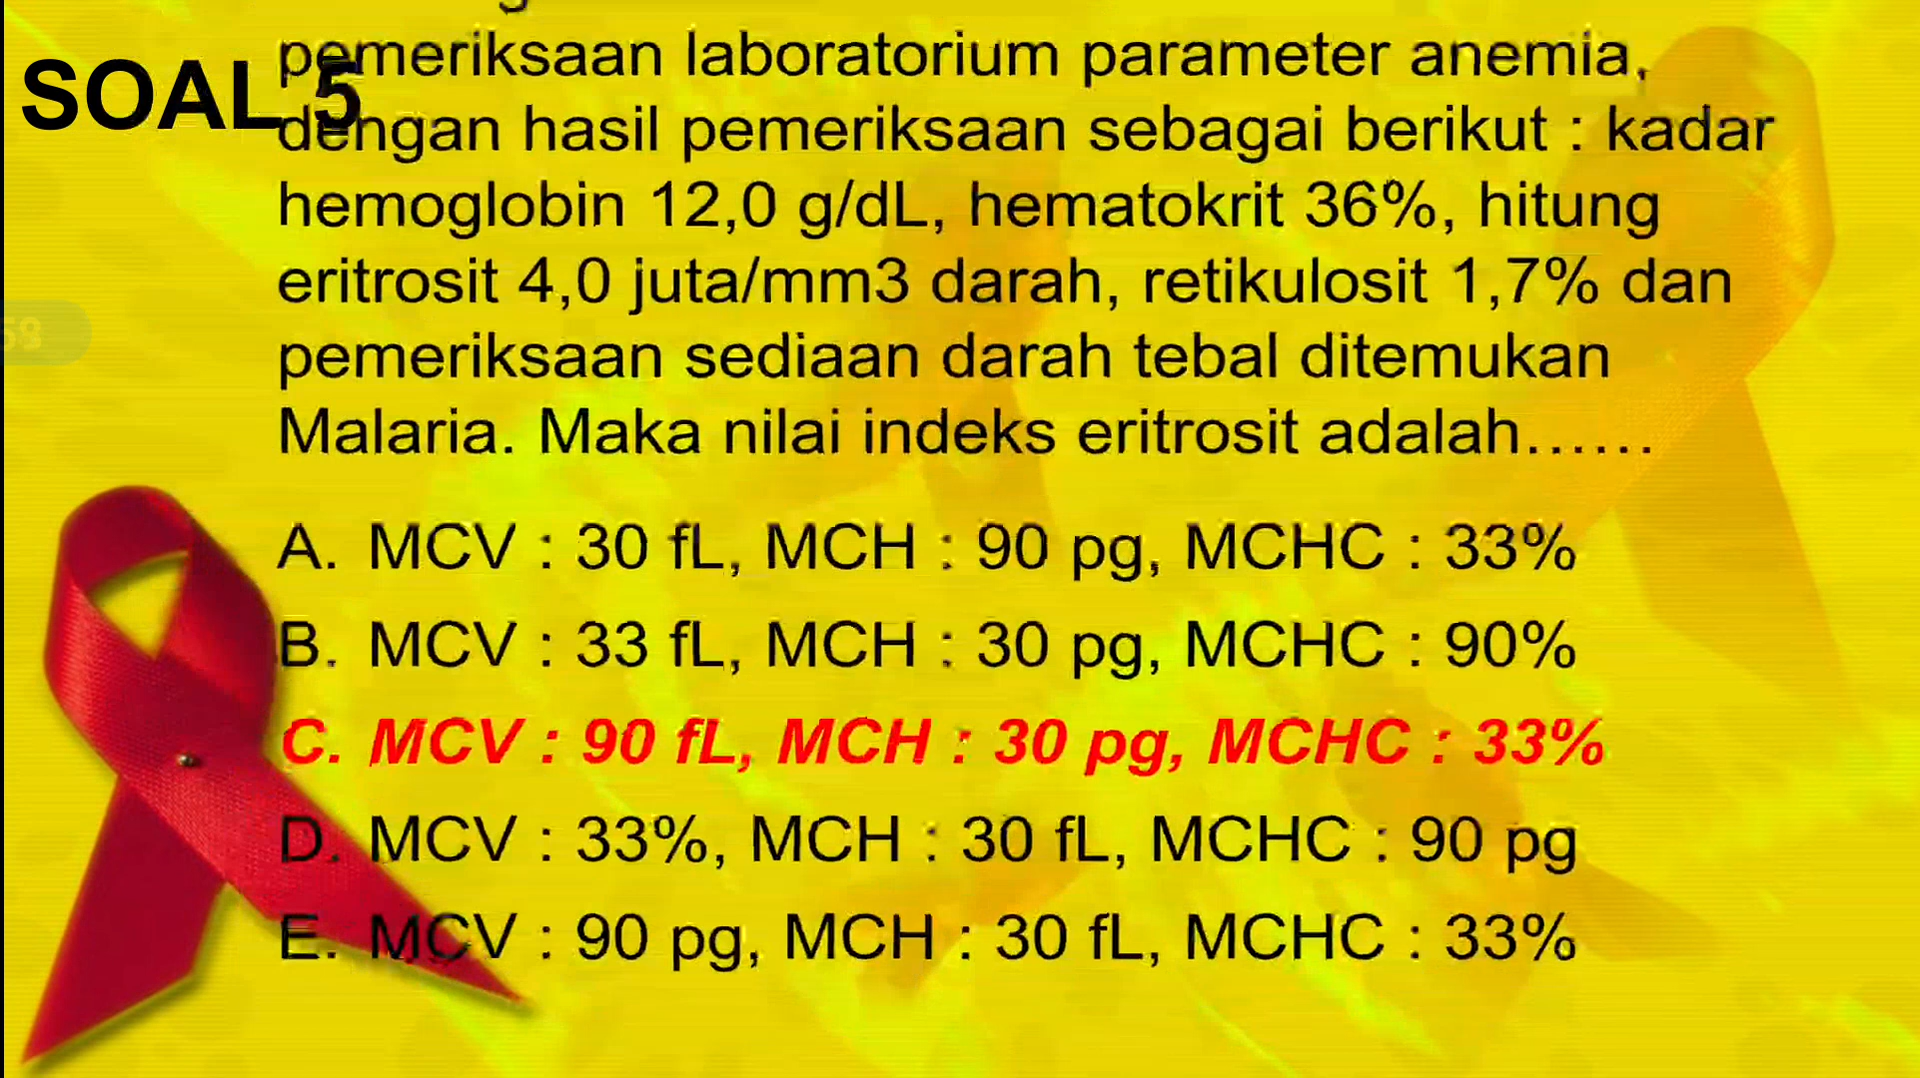 SOAL 5
pemeriksaan laboratorium parameter anemia,
dengan hasil pemeriksaan sebagai berikut : kadar
hemoglobin 12,0 g/dL, hematokrit 36%, hitung
eritrosit 4,0 juta/mm3 darah, retikulosit 1,7% dan
pemeriksaan sediaan darah tebal ditemukan
Malaria. Maka nilai indeks eritrosit adalah……
A. MCV : 30 fL, MCH : 90 pg, MCHC : 33%
B. MCV : 33 fL, MCH : 30 pg, MCHC : 90%
C. MCV : 90 fL, MCH : 30 pg, MCHC : 33%
D. MCV : 33%, MCH : 30 fL, MCHC : 90 pg
E. MCV : 90 pg, MCH : 30 fL, MCHC : 33%